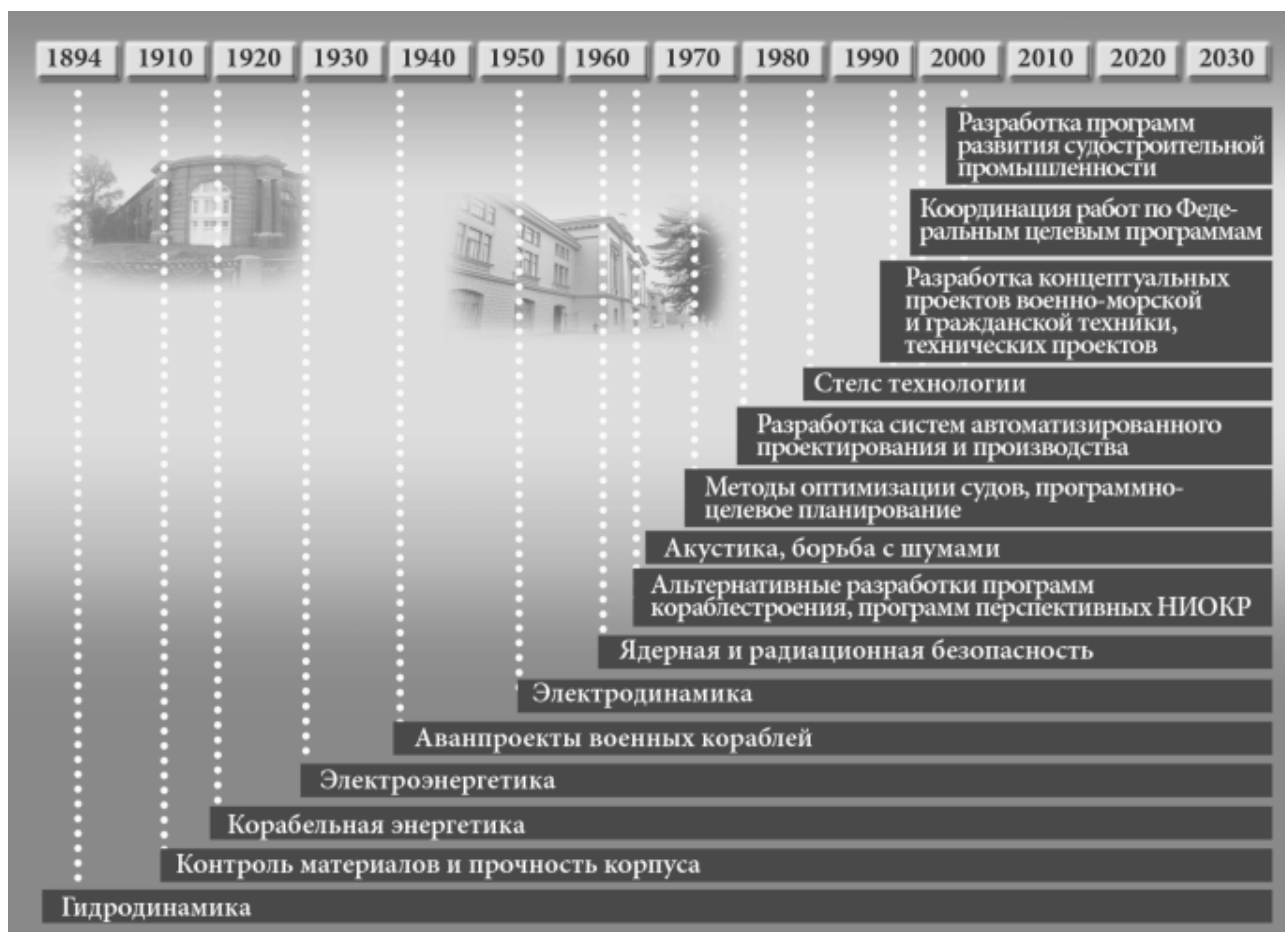 1894 1910 1920 1930 1940 1950 1960 1970 1980 1990 2000 2010 2020 2030
Разработка программ
развития судостроительной
промышленности
Координация работ по Феде-
ральным целевым программам
Разработка концептуальных
проектов военно-морской
и гражданской техники,
технических проектов
Стелс технологии
Разработка систем автоматизированного
проектирования и производства
Методы оптимизации судов, программно-
целевое планирование
Акустика, борьба с шумами
Альтернативные разработки программ
кораблестроения, программ перспективных НИОКР
Ядерная и радиационная безопасность
Электродинамика
Аванпроекты военных кораблей
Электроэнергетика
Корабельная энергетика
Контроль материалов и прочность корпуса
Гидродинамика